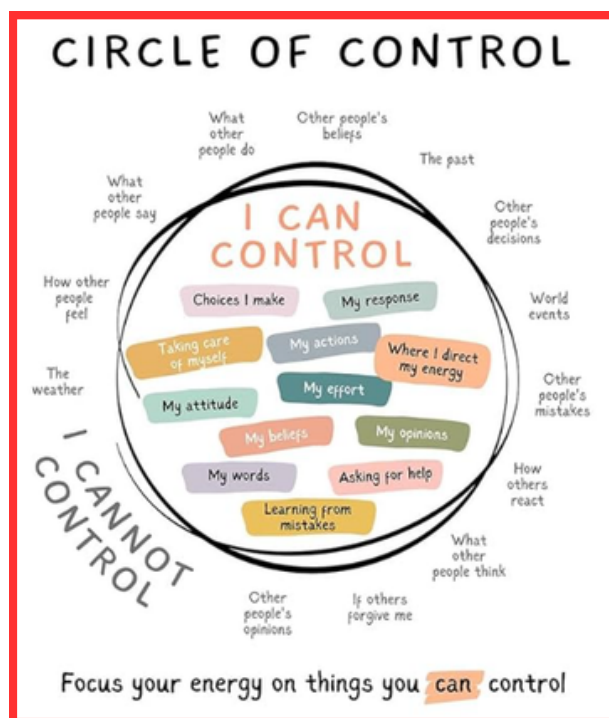 CIRCLE OF CONTROL
What
other
people do
Other people's
beliefs
The past
What
other
people say
Other
people's
decisions
I CAN
CONTROL
How other
people
feel
Choices I make
My response
World
events
Taking care
of myself
My actions
Where I direct
my energy
The
weather
My attitude
My effort
Other
people's
mistakes
My beliefs
My opinions
I CANNOT
CONTROL
My words
Asking for help
How
others
react
Learning from
mistakes
What
other
people think
Other
people's
opinions
If others
forgive me
Focus your energy on things you can control